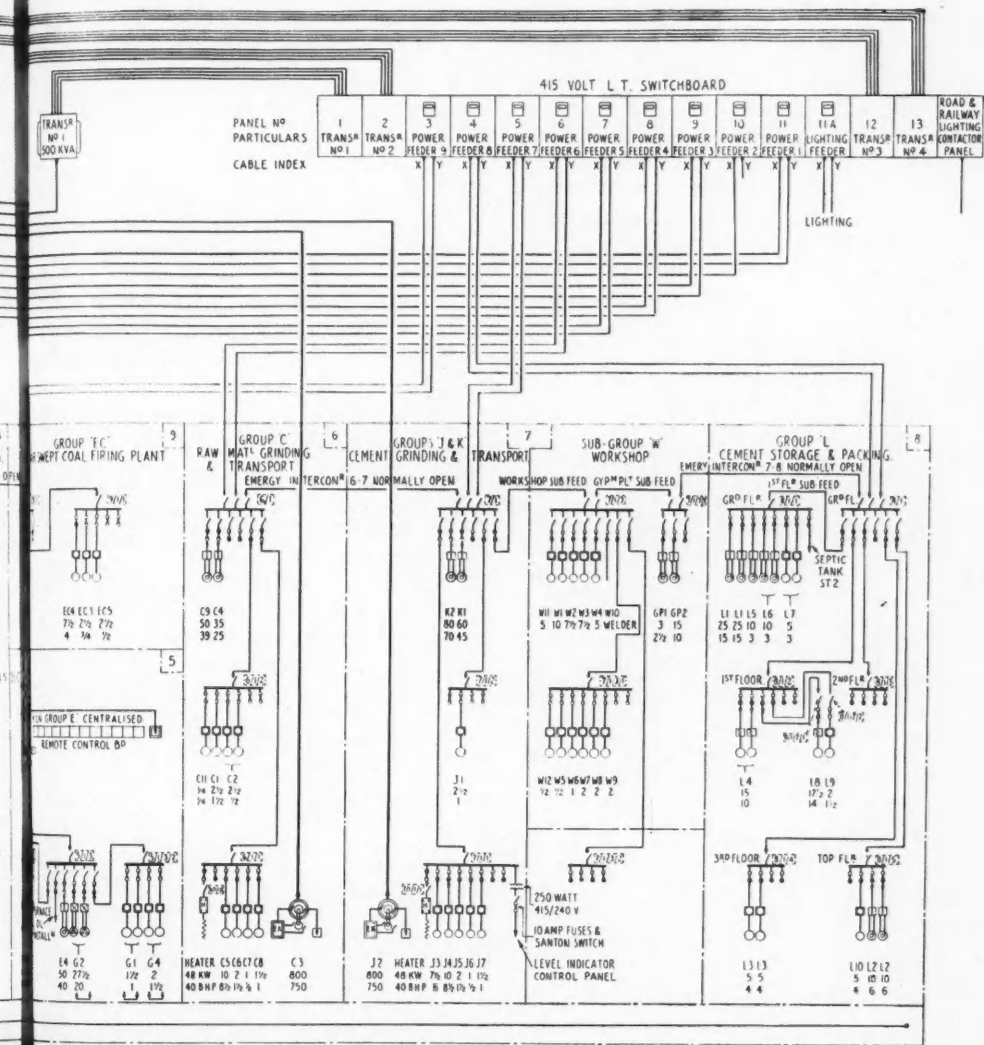 415 VOLT L T. SWITCHBOARD
TRANSR
Nº 1
500 KVA
PANEL Nº
PARTICULARS
CABLE INDEX
1 2 3 4 5 6 7 8 9 10 11 11A 12 13
TRANSR Nº 1
TRANSR Nº 2
POWER FEEDER 9
POWER FEEDER 8
POWER FEEDER 7
POWER FEEDER 6
POWER FEEDER 5
POWER FEEDER 4
POWER FEEDER 3
POWER FEEDER 2
POWER FEEDER 1
LIGHTING FEEDER
TRANSR Nº 3
TRANSR Nº 4
ROAD &
RAILWAY
LIGHTING
CONTACTOR
PANEL
X Y X Y X Y X Y X Y X Y X Y X Y X Y X Y
LIGHTING
GROUP 'EC' 9
COAL FIRING PLANT
EC4 EC3 EC5
7½ 2½ 2½
4 ¾ ½
5
GROUP 'E' CENTRALISED
REMOTE CONTROL BD
E4 G2
50 27½
40 20
G1 G4
1½ 2
1 1½
GROUP 'C' 6
RAW MATL GRINDING
& TRANSPORT
EMERGY INTERCONR 6-7 NORMALLY OPEN
C9 C4
50 35
39 25
C11 C1 C2
¾ 2½ 2½
¼ 1½ ½
HEATER C5 C6 C7 C8
48 KW 10 2 1 1½
40 BHP 8½ 1½ ½ 1
C3
800
750
GROUPS 'J & K' 7
CEMENT GRINDING & TRANSPORT
WORKSHOP SUB FEED
K2 K1
80 60
70 45
J1
2½
1
J2
800
750
HEATER J3 J4 J5 J6 J7
48 KW 7½ 10 2 1 1½
40 BHP 6 8½ 1½ ½ 1
250 WATT
415/240 V
10 AMP FUSES &
SANTON SWITCH
LEVEL INDICATOR
CONTROL PANEL
SUB-GROUP 'W'
WORKSHOP
GYPM PLT SUB FEED
W11 W1 W2 W3 W4 W10
5 10 7½ 7½ 5 WELDER
GP1 GP2
3 15
2½ 10
W12 W5 W6 W7 W8 W9
½ ½ 1 2 2 2
GROUP 'L' 8
CEMENT STORAGE & PACKING.
EMERY INTERCONR 7-8 NORMALLY OPEN
1ST FLR SUB FEED
GRD FLR
GRD FL.
SEPTIC
TANK
ST 2
L1 L1 L5 L6 L7
25 25 10 10 5
15 15 3 3 3
1ST FLOOR
2ND FLR
L4
15
10
L8 L9
17½ 2
14 1½
3RD FLOOR
TOP FLR
L3 L3
5 5
4 4
L10 L2 L2
5 10 10
4 6 6